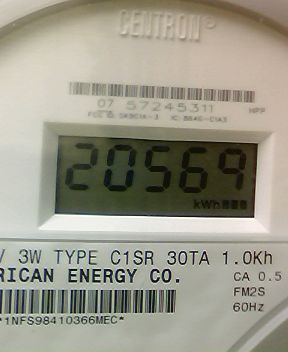 CENTRON®
07 57245311
HPP
20569
kWh
V 3W TYPE C1SR 30TA 1.0Kh
RICAN ENERGY CO.
CA 0.5
FM2S
60Hz
*1NFS98410366MEC*